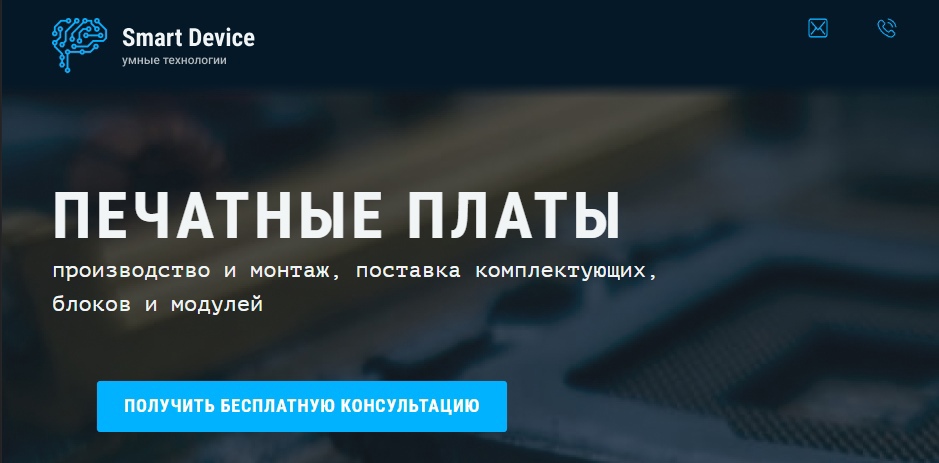 Smart Device
умные технологии
ПЕЧАТНЫЕ ПЛАТЫ
производство и монтаж, поставка комплектующих,
блоков и модулей
ПОЛУЧИТЬ БЕСПЛАТНУЮ КОНСУЛЬТАЦИЮ